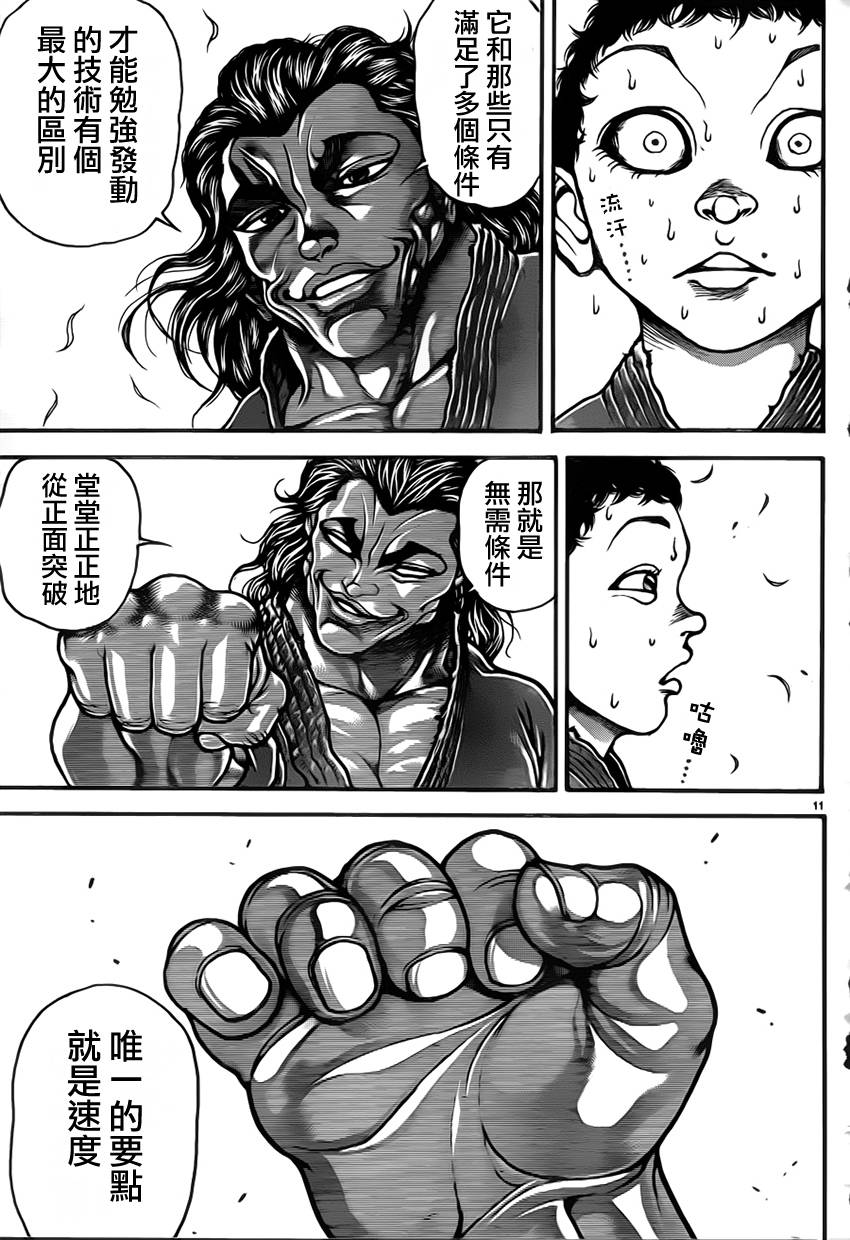 流汗……
它和那些只有
滿足了多個條件
才能勉強發動
的技術有個
最大的區別
咕嚕……
那就是
無需條件
堂堂正正地
從正面突破
11
唯一的要點
就是速度